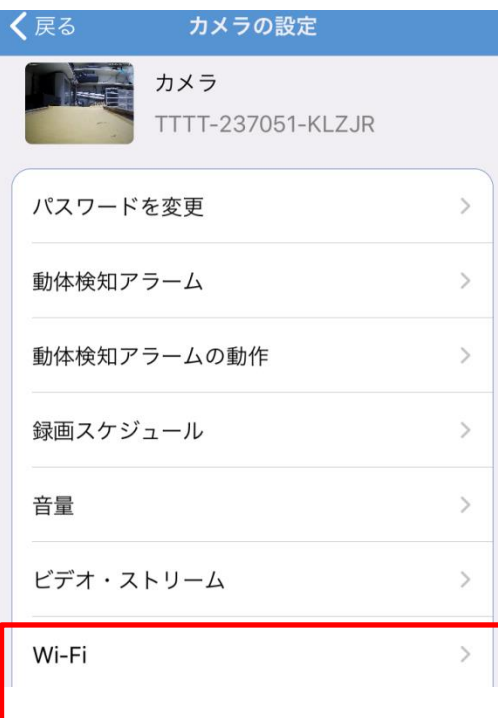 戻る カメラの設定
カメラ
TTTT-237051-KLZJR
パスワードを変更
動体検知アラーム
動体検知アラームの動作
録画スケジュール
音量
ビデオ・ストリーム
Wi-Fi